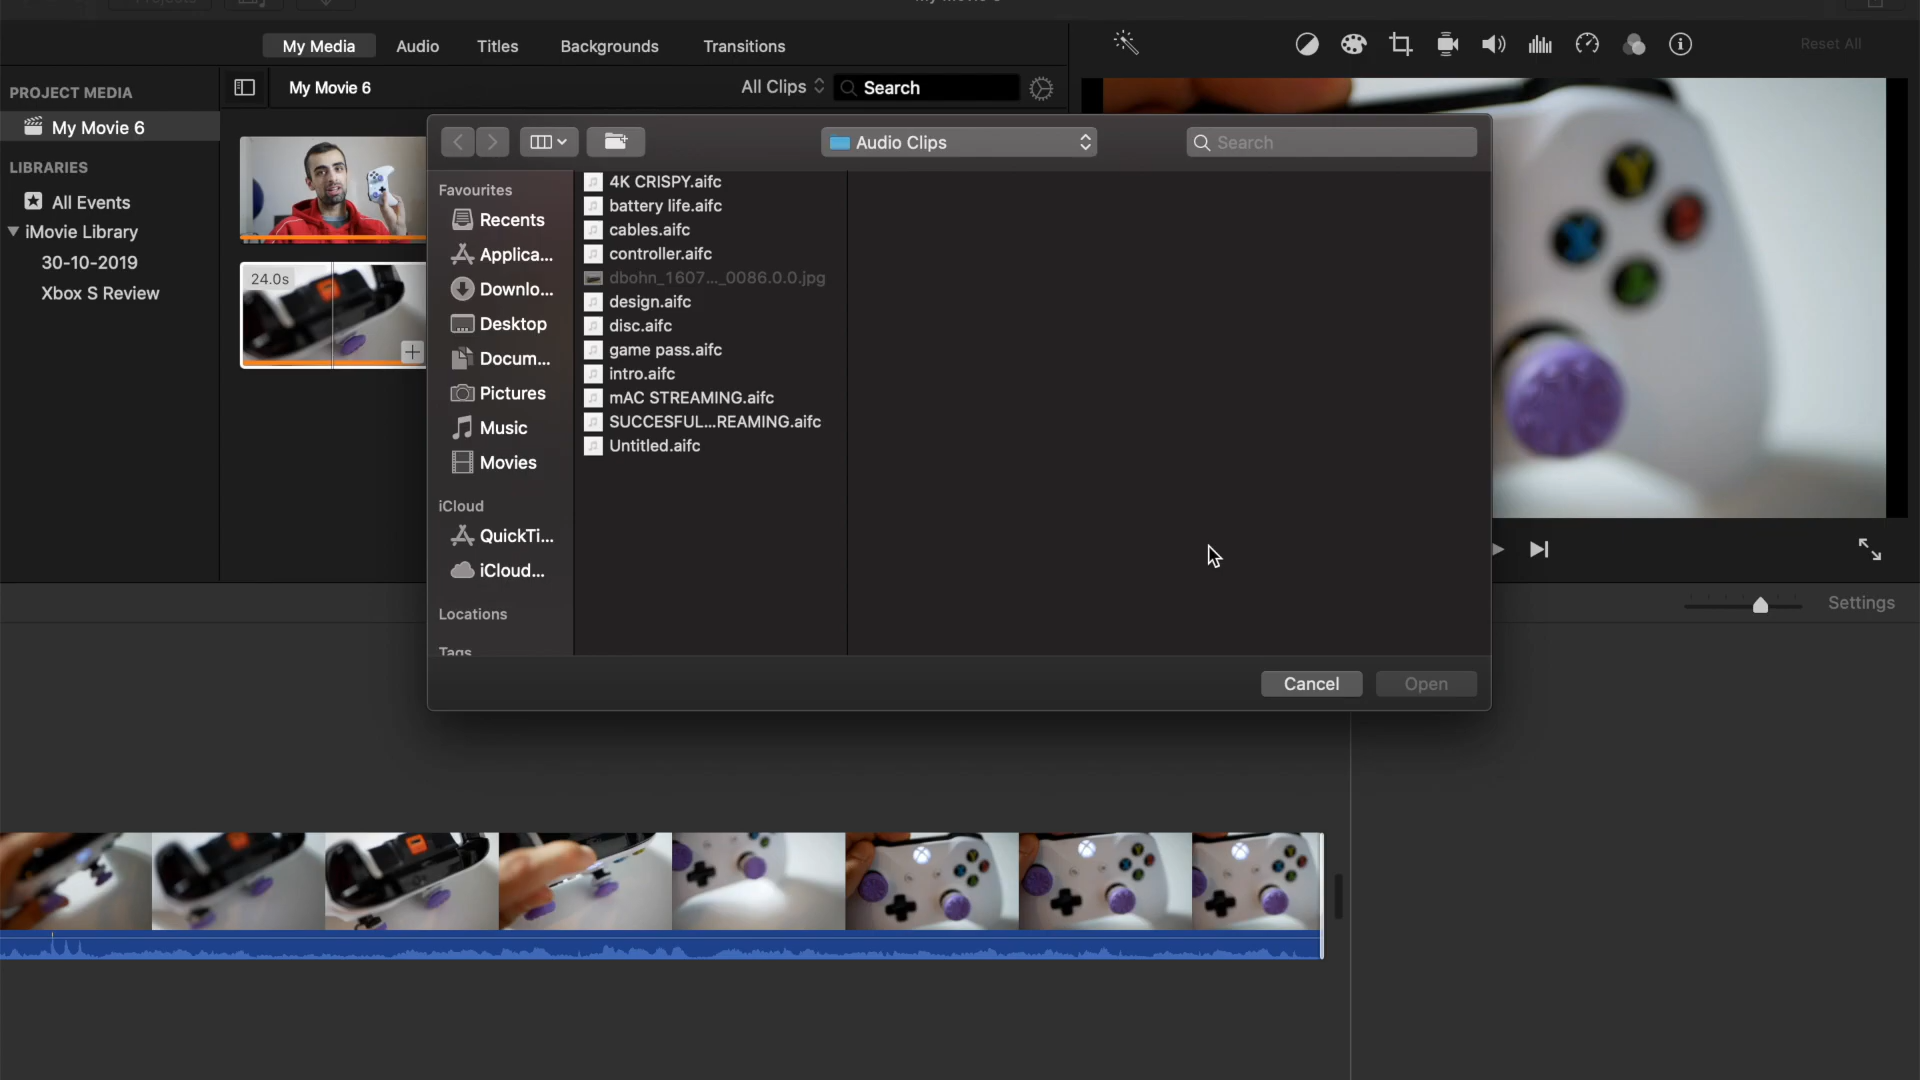 My Media
Audio
Titles
Backgrounds
Transitions
Reset All
PROJECT MEDIA
My Movie 6
All Clips
Search
My Movie 6
LIBRARIES
All Events
iMovie Library
30-10-2019
Xbox S Review
24.0s
Audio Clips
Search
Favourites
Recents
Applica...
Downlo...
Desktop
Docum...
Pictures
Music
Movies
iCloud
QuickTi...
iCloud...
Locations
Tags
4K CRISPY.aifc
battery life.aifc
cables.aifc
controller.aifc
dbohn_1607..._0086.0.0.jpg
design.aifc
disc.aifc
game pass.aifc
intro.aifc
mAC STREAMING.aifc
SUCCESFUL...REAMING.aifc
Untitled.aifc
Y
X
Cancel
Open
Settings